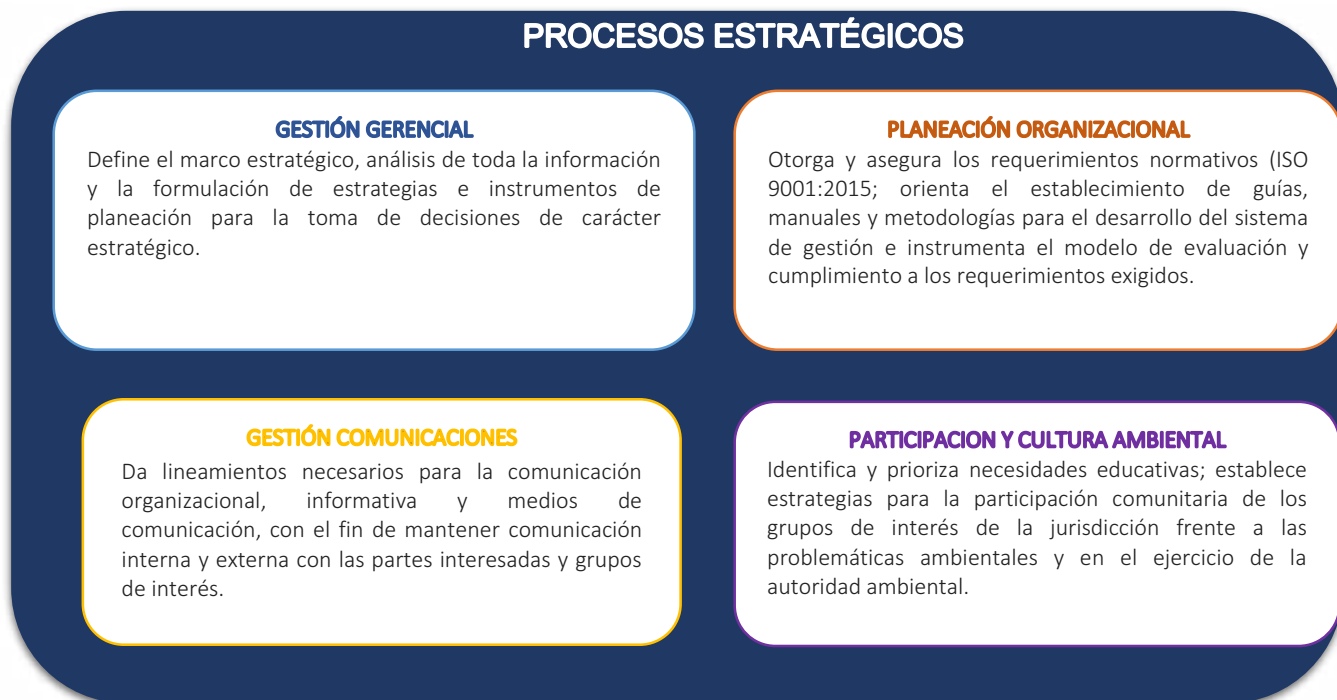 PROCESOS ESTRATÉGICOS
GESTIÓN GERENCIAL
Define el marco estratégico, análisis de toda la información
y la formulación de estrategias e instrumentos de
planeación para la toma de decisiones de carácter
estratégico.
PLANEACIÓN ORGANIZACIONAL
Otorga y asegura los requerimientos normativos (ISO
9001:2015; orienta el establecimiento de guías,
manuales y metodologías para el desarrollo del sistema
de gestión e instrumenta el modelo de evaluación y
cumplimiento a los requerimientos exigidos.
GESTIÓN COMUNICACIONES
Da lineamientos necesarios para la comunicación
organizacional, informativa y medios de
comunicación, con el fin de mantener comunicación
interna y externa con las partes interesadas y grupos
de interés.
PARTICIPACION Y CULTURA AMBIENTAL
Identifica y prioriza necesidades educativas; establece
estrategias para la participación comunitaria de los
grupos de interés de la jurisdicción frente a las
problemáticas ambientales y en el ejercicio de la
autoridad ambiental.